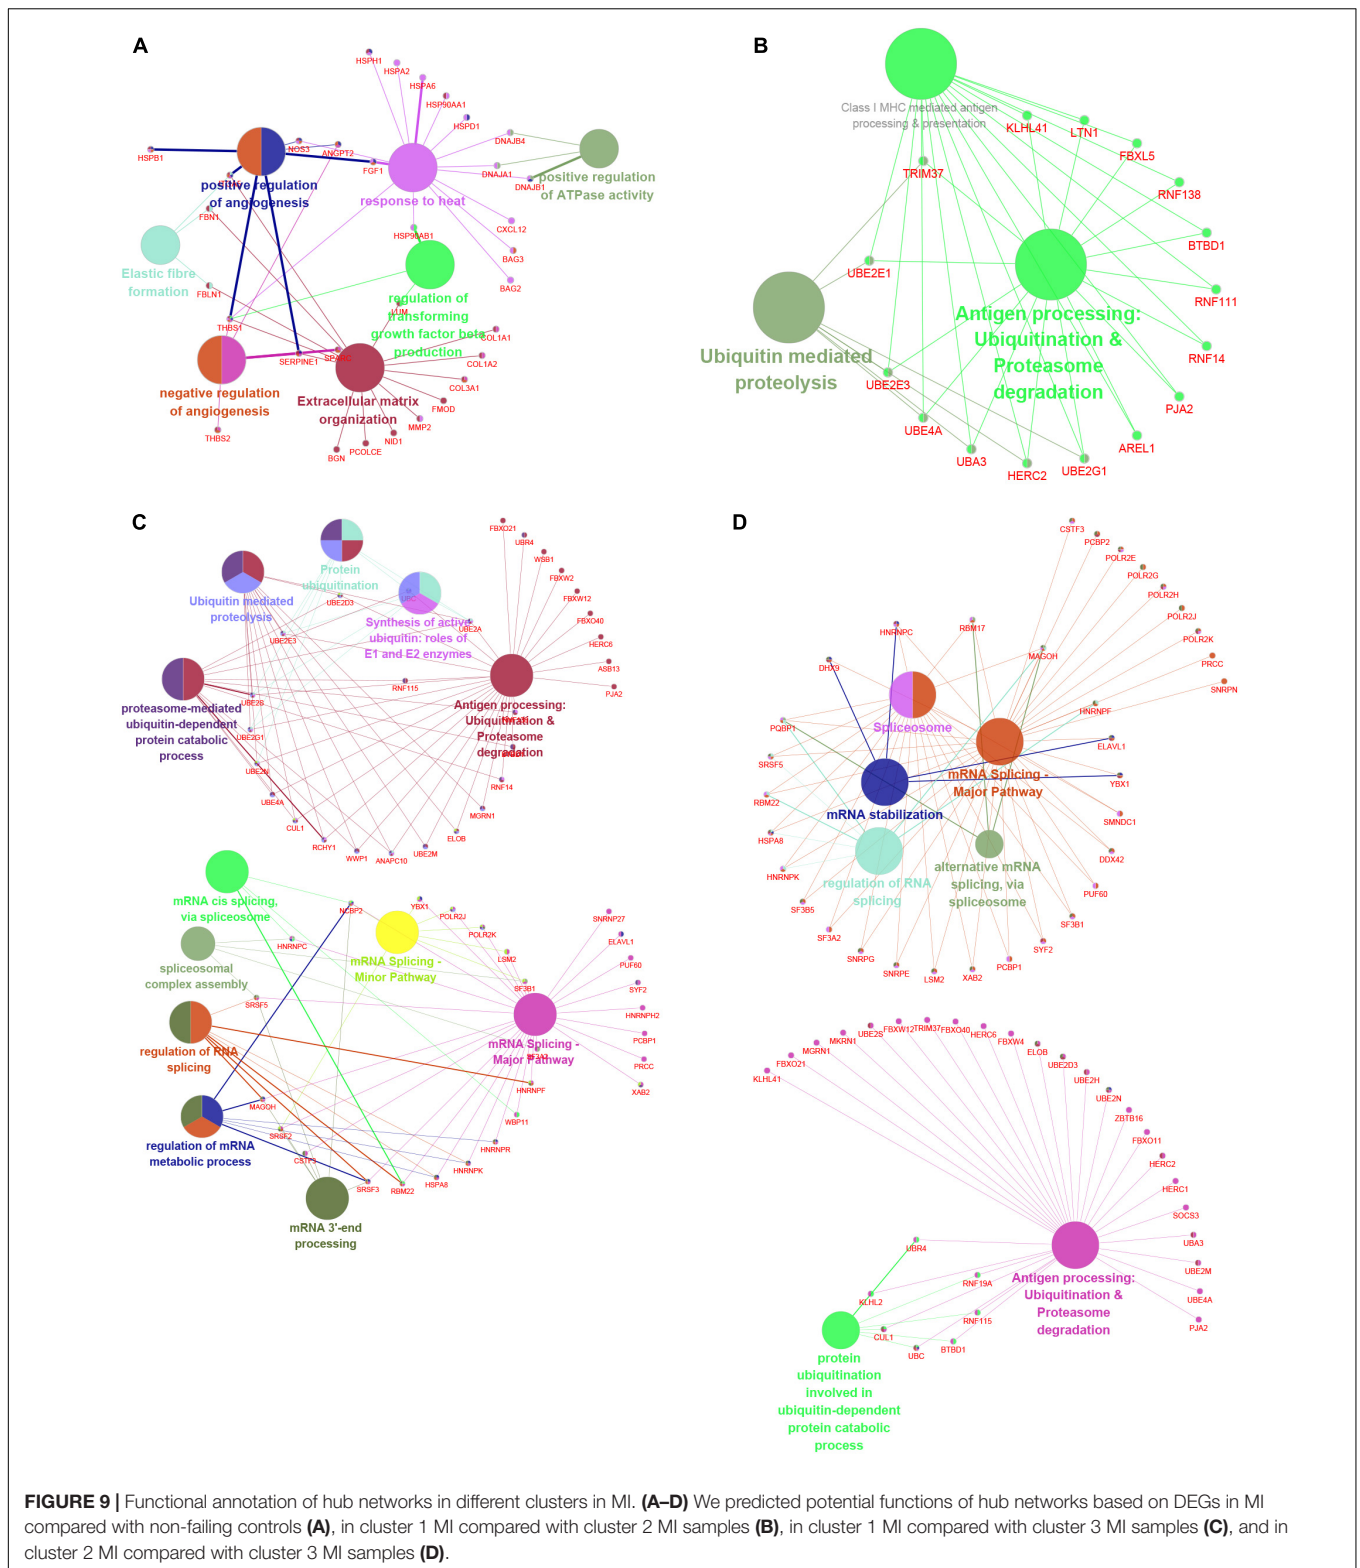 A
HSPH1
HSPA2
HSPA6
HSP90AA1
HSPD1
DNAJB4
DNAJA1
DNAJB1
positive regulation
of ATPase activity
HSPB1
NOS3
ANGPT2
FGF1
positive regulation
of angiogenesis
response to heat
FBN1
HSP90AB1
CXCL12
BAG3
BAG2
Elastic fibre
formation
FBLN1
THBS1
regulation of
transforming
growth factor beta
production
LUM
SERPINE1
SPARC
COL1A1
COL1A2
COL3A1
FMOD
MMP2
NID1
PCOLCE
BGN
negative regulation
of angiogenesis
Extracellular matrix
organization
THBS2
B
Class I MHC mediated antigen
processing & presentation
KLHL41
LTN1
FBXL5
TRIM37
RNF138
BTBD1
UBE2E1
RNF111
Antigen processing:
Ubiquitination &
Proteasome
degradation
Ubiquitin mediated
proteolysis
RNF14
UBE2E3
PJA2
UBE4A
AREL1
UBA3
HERC2
UBE2G1
C
FBXO21
UBR4
WSB1
FBXW2
FBXW12
FBXO40
HERC6
ASB13
PJA2
Protein
ubiquitination
Ubiquitin mediated
proteolysis
UBE2D3
UBC
Synthesis of active
ubiquitin: roles of
E1 and E2 enzymes
UBE2A
UBE2E3
RNF115
proteasome-mediated
ubiquitin-dependent
protein catabolic
process
UBE2S
UBE2G1
UBE2N
UBE4A
CUL1
RCHY1
WWP1
ANAPC10
UBE2M
ELOB
MGRN1
RNF14
Antigen processing:
Ubiquitination &
Proteasome
degradation
mRNA cis splicing,
via spliceosome
NCBP2
YBX1
POLR2J
POLR2K
LSM2
SF3B1
HNRNPC
mRNA Splicing -
Minor Pathway
spliceosomal
complex assembly
SRSF5
SNRNP27
ELAVL1
PUF60
SYF2
HNRNPH2
PCBP1
PRCC
XAB2
regulation of RNA
splicing
mRNA Splicing -
Major Pathway
HNRNPF
WBP11
MAGOH
regulation of mRNA
metabolic process
SRSF2
CSTF3
HNRNPR
HNRNPK
HSPA8
RBM22
SRSF3
mRNA 3'-end
processing
D
CSTF3
PCBP2
POLR2E
POLR2G
POLR2H
POLR2J
POLR2K
PRCC
SNRPN
HNRNPC
RBM17
MAGOH
DHX9
HNRNPF
Spliceosome
PQBP1
ELAVL1
SRSF5
YBX1
mRNA Splicing -
Major Pathway
RBM22
mRNA stabilization
SMNDC1
HSPA8
DDX42
HNRNPK
regulation of RNA
splicing
alternative mRNA
splicing, via
spliceosome
PUF60
SF3B5
SF3B1
SF3A2
SYF2
SNRPG
PCBP1
SNRPE
LSM2
XAB2
KLHL41
FBXO21
MGRN1
MKRN1
UBE2S
FBXW12
TRIM37
FBXO40
HERC6
FBXW4
ELOB
UBE2D3
UBE2H
UBE2N
ZBTB16
FBXO11
HERC2
HERC1
SOCS3
UBA3
UBE2M
UBE4A
PJA2
UBR4
RNF19A
KLHL2
RNF115
CUL1
UBC
BTBD1
Antigen processing:
Ubiquitination &
Proteasome
degradation
protein
ubiquitination
involved in
ubiquitin-dependent
protein catabolic
process
FIGURE 9 | Functional annotation of hub networks in different clusters in MI. (A–D) We predicted potential functions of hub networks based on DEGs in MI
compared with non-failing controls (A), in cluster 1 MI compared with cluster 2 MI samples (B), in cluster 1 MI compared with cluster 3 MI samples (C), and in
cluster 2 MI compared with cluster 3 MI samples (D).